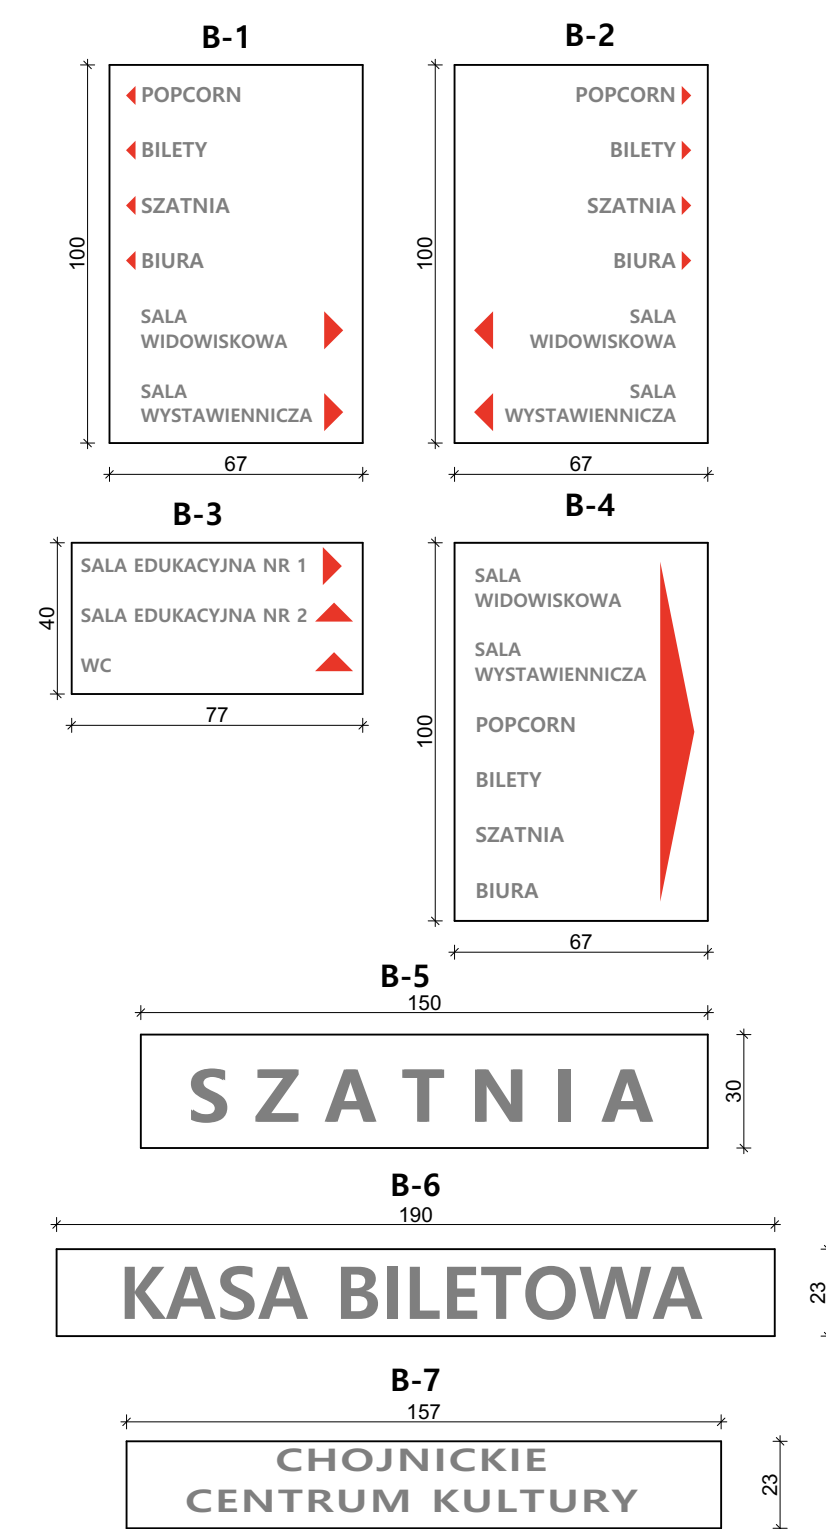 B-1
POPCORN
BILETY
SZATNIA
BIURA
SALA
WIDOWISKOWA
SALA
WYSTAWIENNICZA
100
67
B-2
POPCORN
BILETY
SZATNIA
BIURA
SALA
WIDOWISKOWA
SALA
WYSTAWIENNICZA
100
67
B-3
SALA EDUKACYJNA NR 1
SALA EDUKACYJNA NR 2
WC
40
77
B-4
SALA
WIDOWISKOWA
SALA
WYSTAWIENNICZA
POPCORN
BILETY
SZATNIA
BIURA
100
67
B-5
150
SZATNIA
30
B-6
190
KASA BILETOWA
23
B-7
157
CHOJNICKIE
CENTRUM KULTURY
23